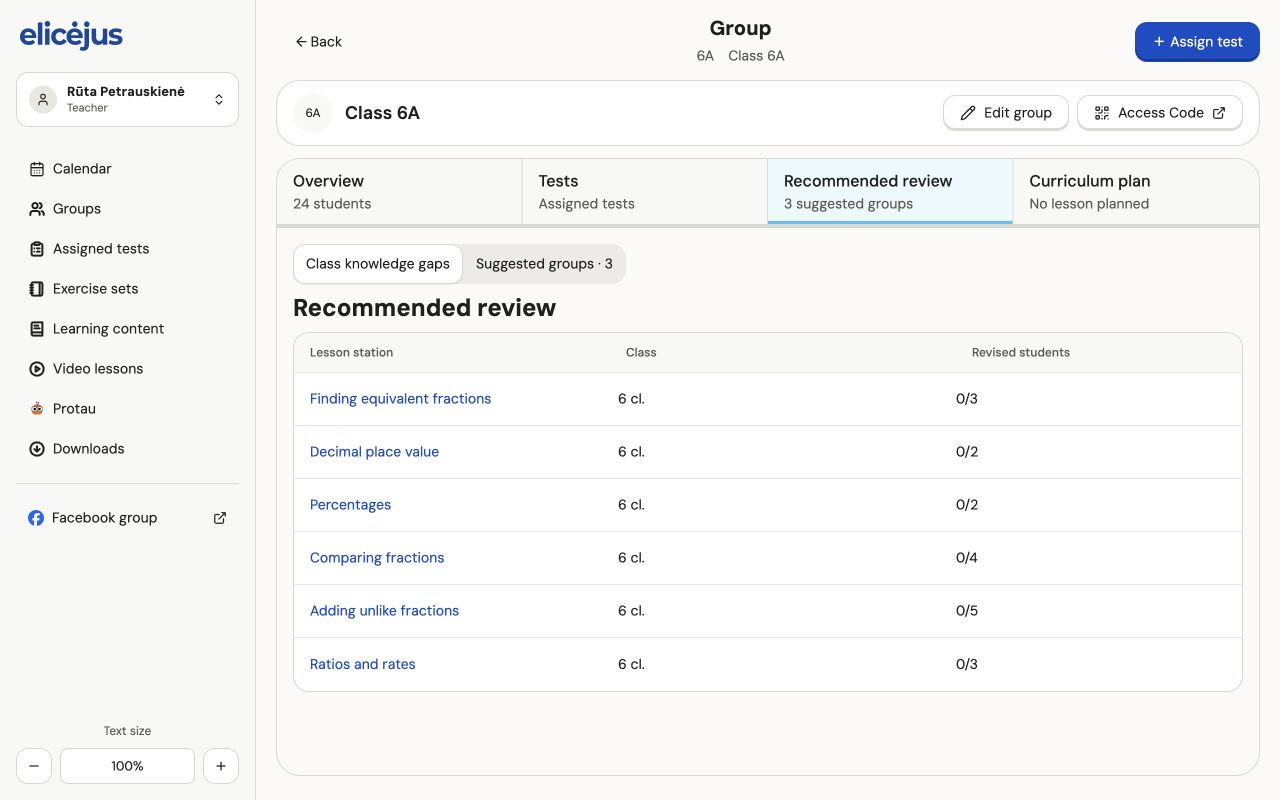 elicėjus
Rūta Petrauskienė
Teacher
Calendar
Groups
Assigned tests
Exercise sets
Learning content
Video lessons
Protau
Downloads
Facebook group
Text size
− 100% +
← Back
Group
6A Class 6A
+ Assign test
6A Class 6A
Edit group
Access Code
Overview
24 students
Tests
Assigned tests
Recommended review
3 suggested groups
Curriculum plan
No lesson planned
Class knowledge gaps
Suggested groups · 3
Recommended review
Lesson station Class Revised students
Finding equivalent fractions 6 cl. 0/3
Decimal place value 6 cl. 0/2
Percentages 6 cl. 0/2
Comparing fractions 6 cl. 0/4
Adding unlike fractions 6 cl. 0/5
Ratios and rates 6 cl. 0/3